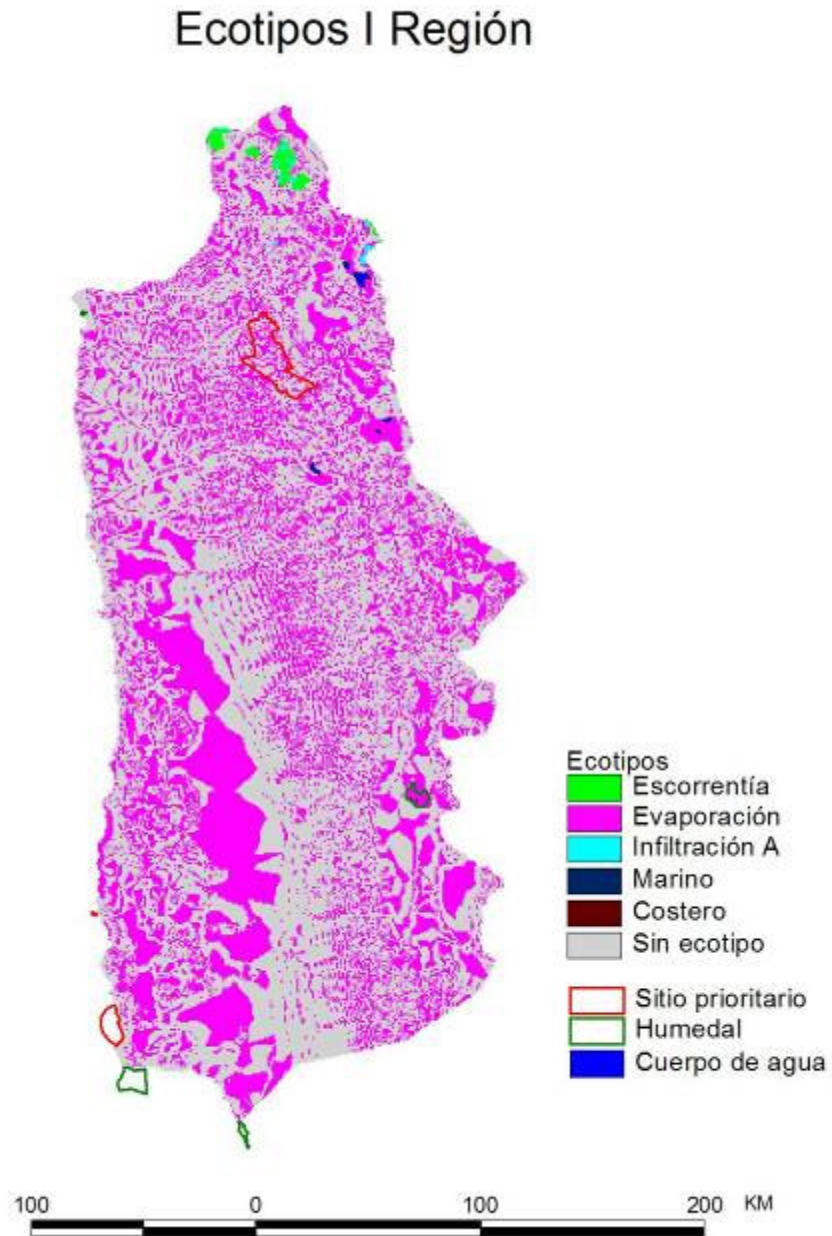 Ecotipos I Región
Ecotipos
Escorrentía
Evaporación
Infiltración A
Marino
Costero
Sin ecotipo
Sitio prioritario
Humedal
Cuerpo de agua
100 0 100 200 KM